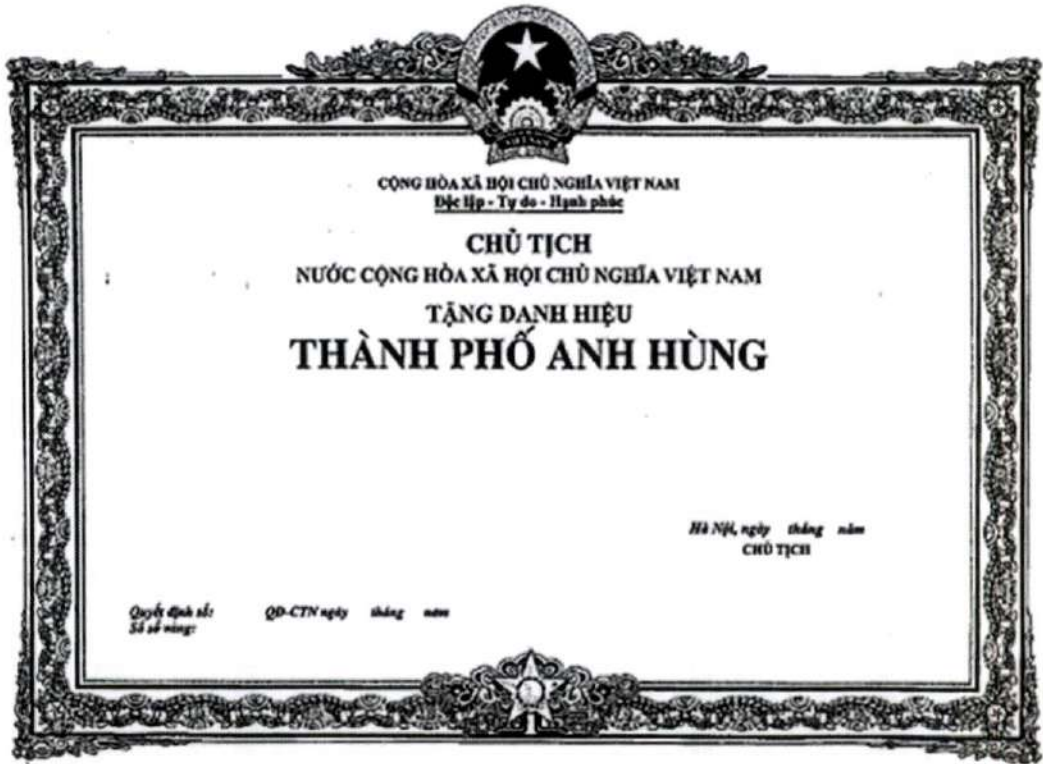 CỘNG HÒA XÃ HỘI CHỦ NGHĨA VIỆT NAM
Độc lập - Tự do - Hạnh phúc
CHỦ TỊCH
NƯỚC CỘNG HÒA XÃ HỘI CHỦ NGHĨA VIỆT NAM
TẶNG DANH HIỆU
THÀNH PHỐ ANH HÙNG
Hà Nội, ngày tháng năm
CHỦ TỊCH
Quyết định số: QĐ-CTN ngày tháng năm
Số sổ vàng: